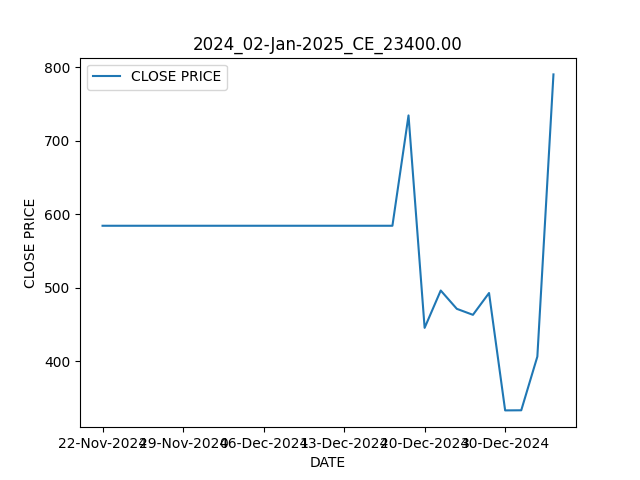 2024_02-Jan-2025_CE_23400.00
CLOSE PRICE
800
700
600
500
400
CLOSE PRICE
22-Nov-2024
29-Nov-2024
06-Dec-2024
13-Dec-2024
20-Dec-2024
30-Dec-2024
DATE